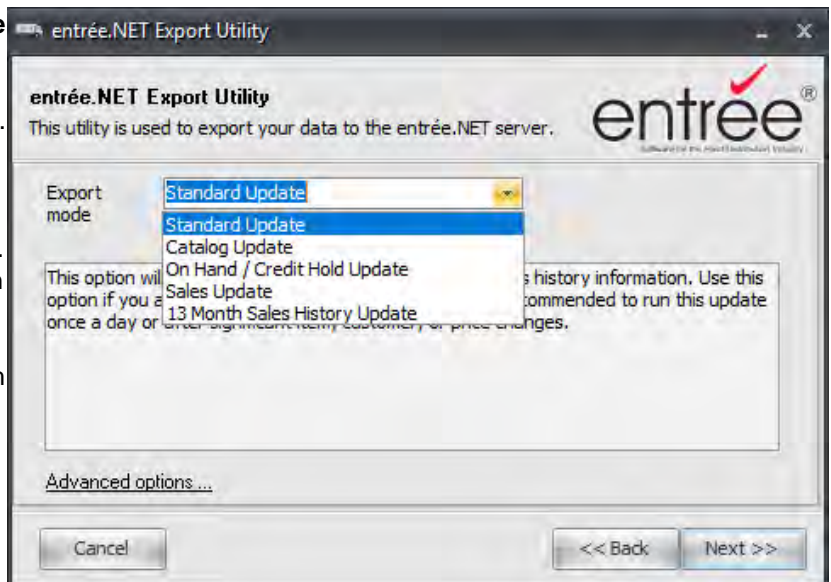 e
entrée.NET Export Utility
entrée.NET Export Utility
This utility is used to export your data to the entrée.NET server.
entrée®
.
Export
mode
Standard Update
Standard Update
Catalog Update
On Hand / Credit Hold Update
Sales Update
13 Month Sales History Update
.
n
This option wil s history information. Use this
option if you a commended to run this update
once a day or nges.
n
Advanced options ...
Cancel
<< Back
Next >>